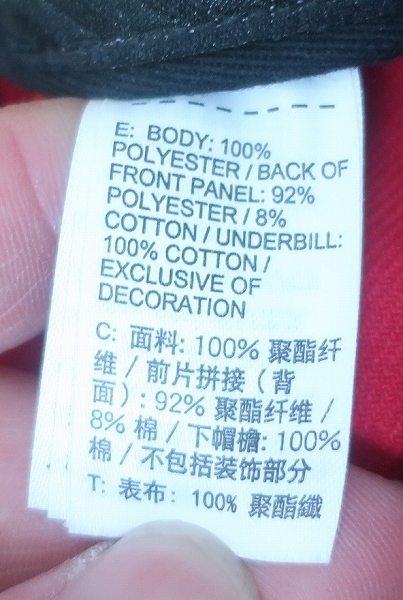 E: BODY: 100%
POLYESTER / BACK OF
FRONT PANEL: 92%
POLYESTER / 8%
COTTON / UNDERBILL:
100% COTTON /
EXCLUSIVE OF
DECORATION
C: 面料: 100% 聚酯纤
维 / 前片拼接（背
面）: 92% 聚酯纤维 /
8% 棉 / 下帽檐: 100%
棉 / 不包括装饰部分
T: 表布: 100% 聚酯纖